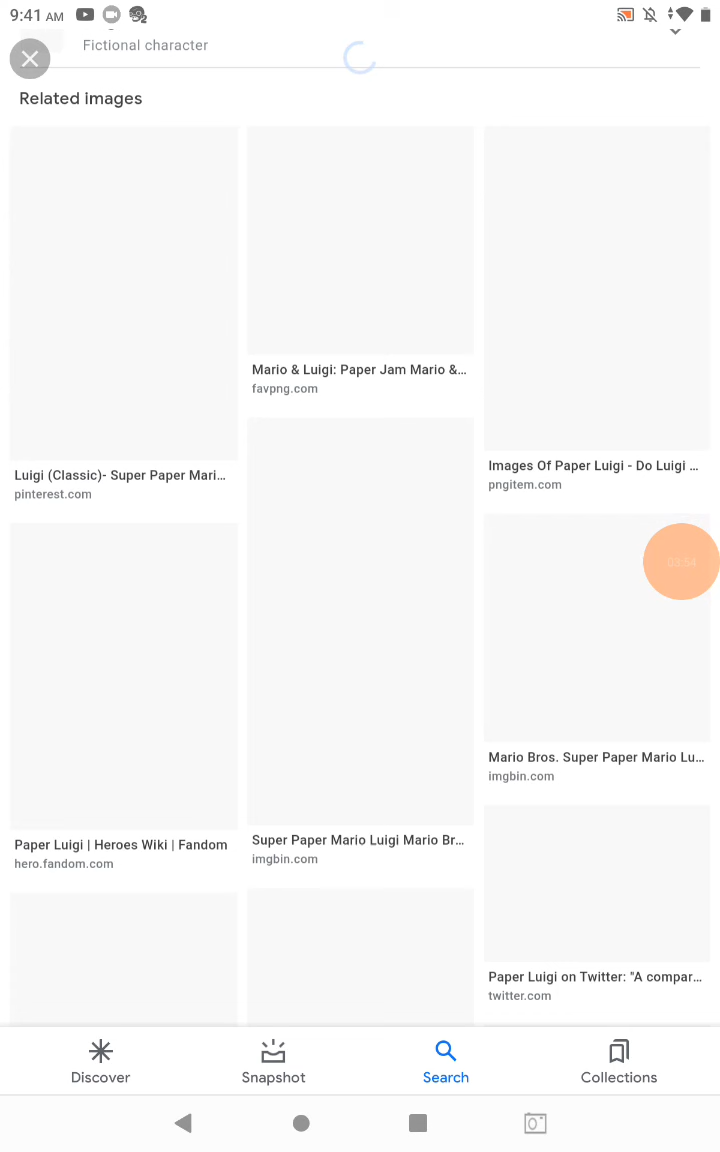 9:41 AM
Fictional character
Related images
Mario & Luigi: Paper Jam Mario &...
favpng.com
Luigi (Classic)- Super Paper Mari...
pinterest.com
Images Of Paper Luigi - Do Luigi ...
pngitem.com
03:54
Mario Bros. Super Paper Mario Lu...
imgbin.com
Paper Luigi | Heroes Wiki | Fandom
hero.fandom.com
Super Paper Mario Luigi Mario Br...
imgbin.com
Paper Luigi on Twitter: "A compar...
twitter.com
Discover
Snapshot
Search
Collections